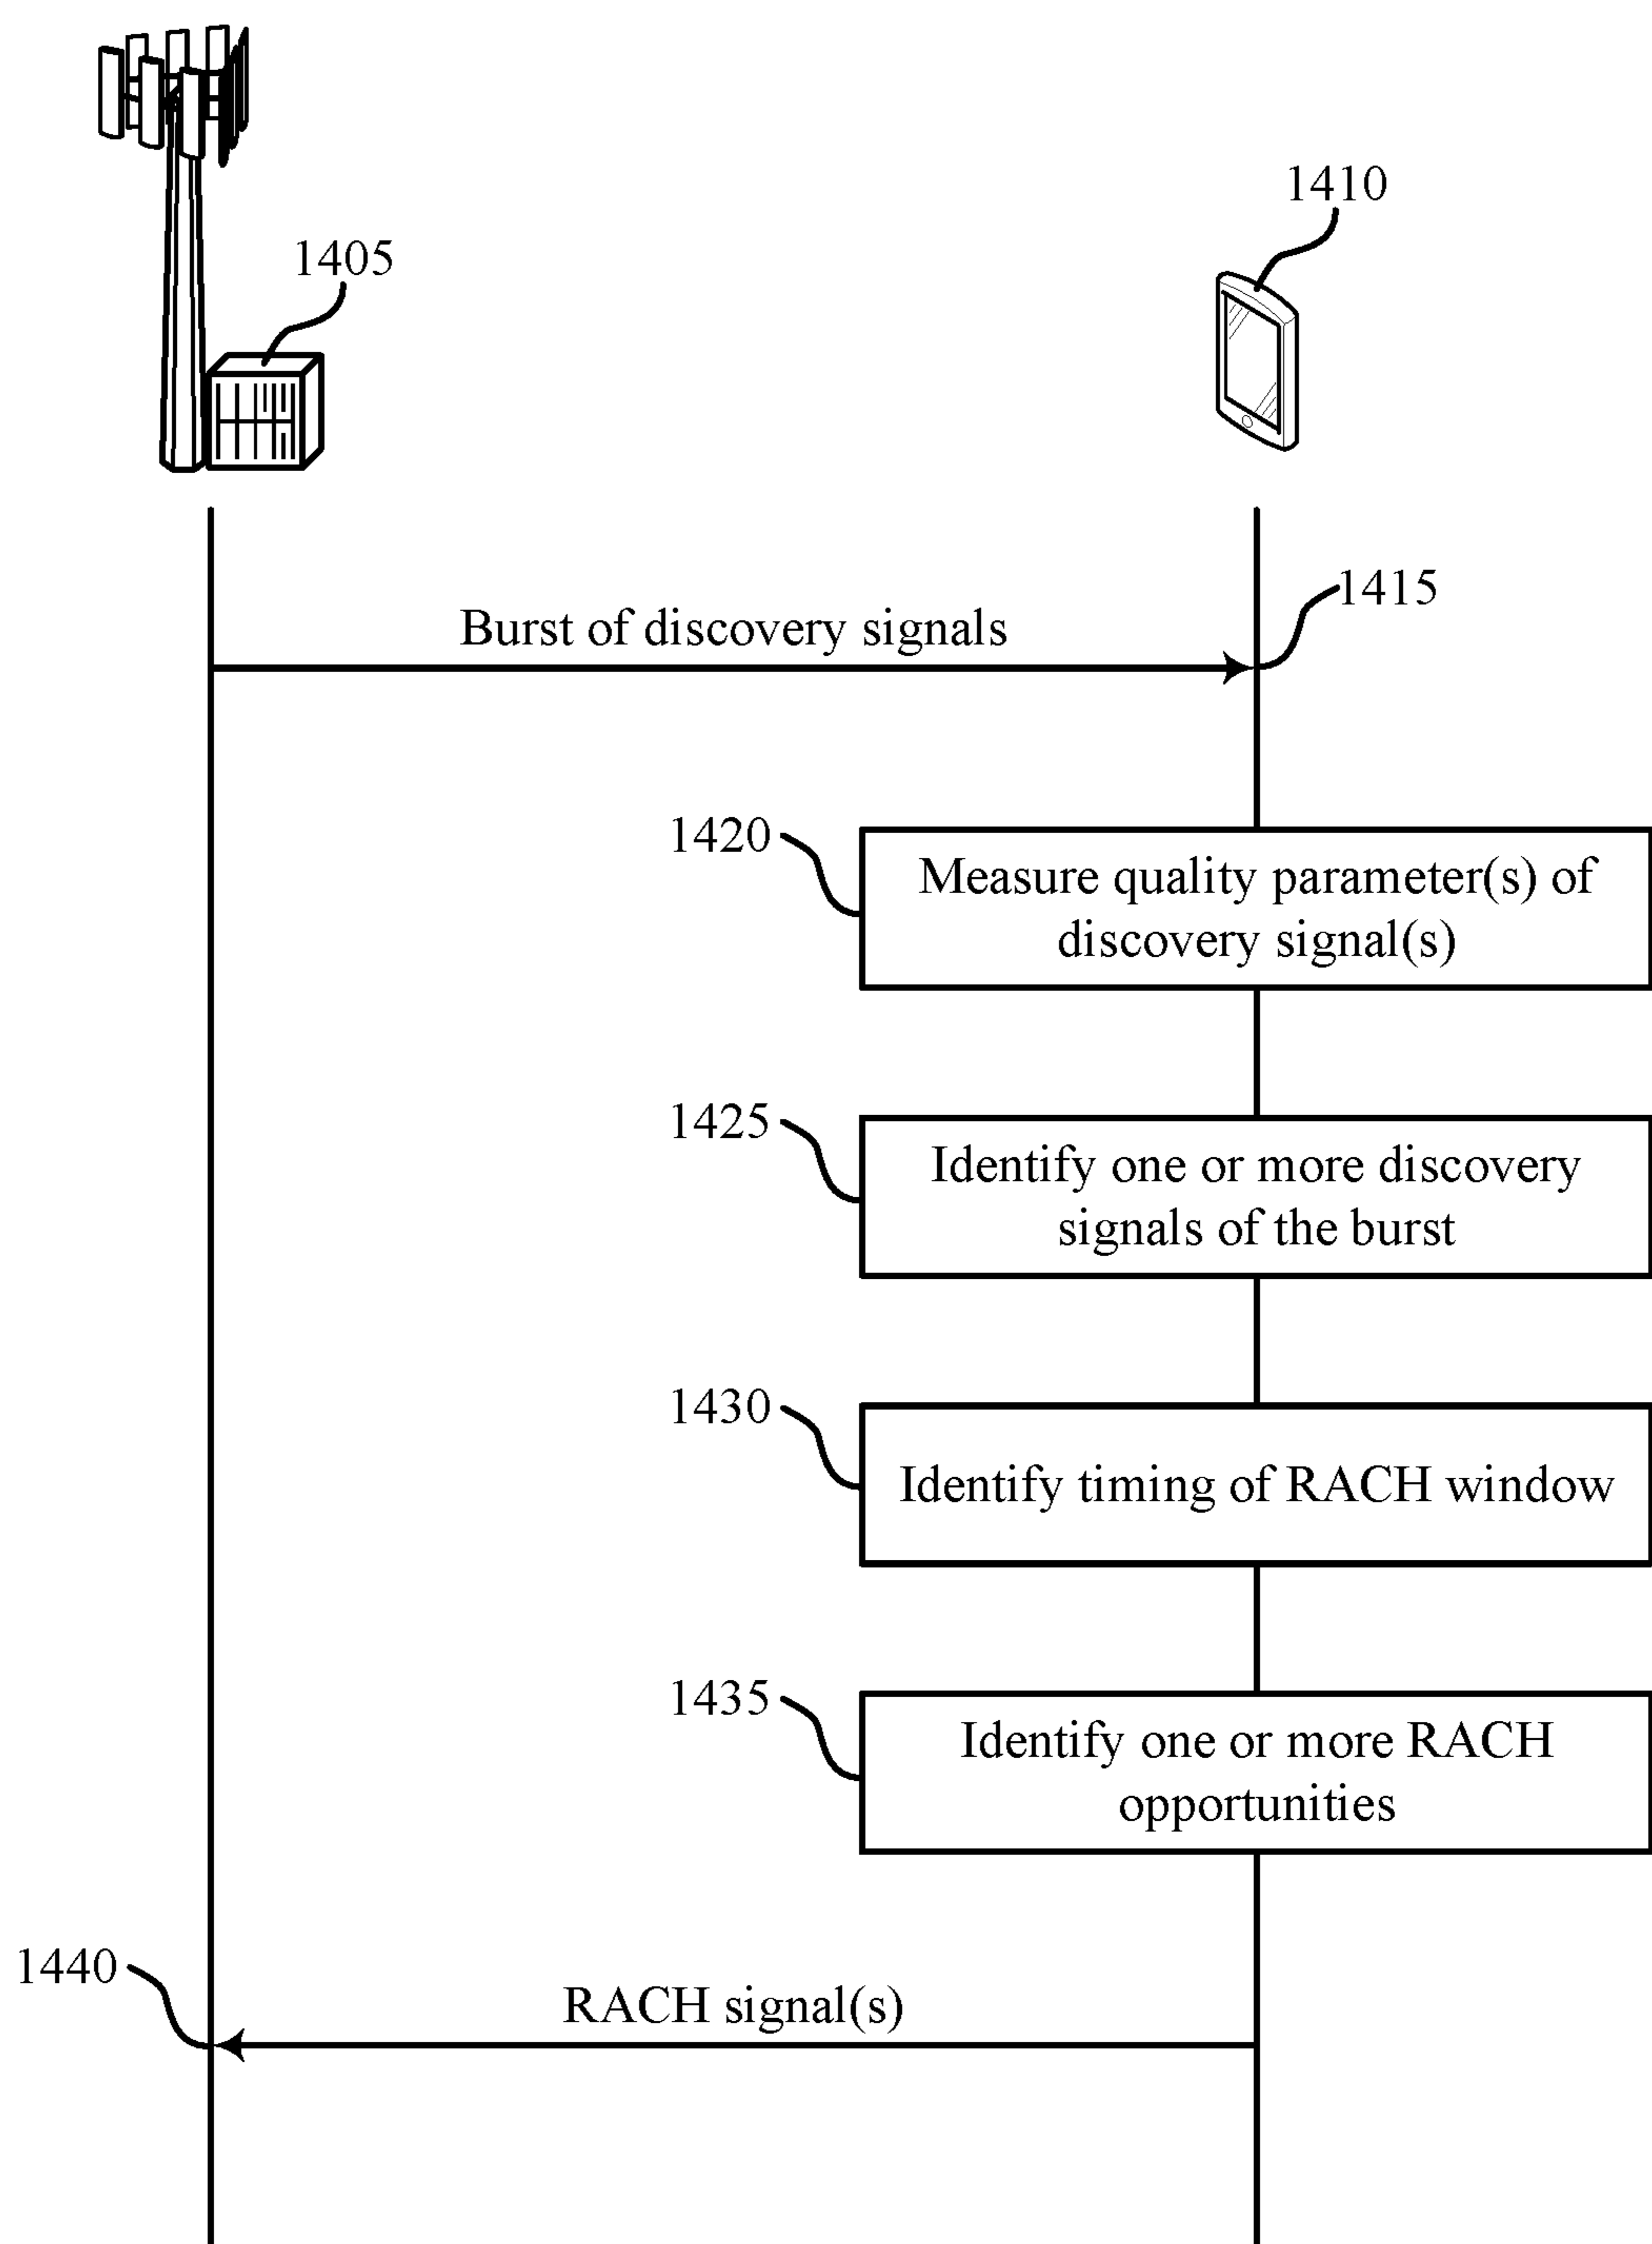 1410
1405
1415
Burst of discovery signals
1420
Measure quality parameter(s) of
discovery signal(s)
1425
Identify one or more discovery
signals of the burst
1430
Identify timing of RACH window
1435
Identify one or more RACH
opportunities
1440
RACH signal(s)